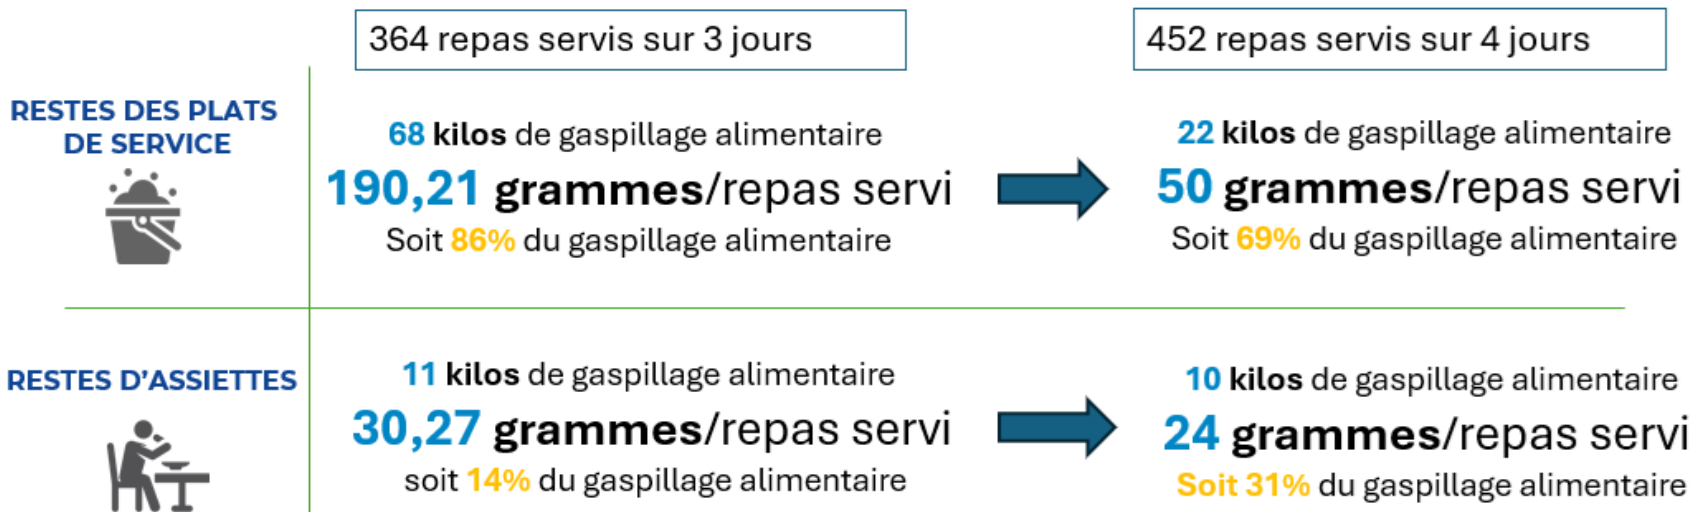 364 repas servis sur 3 jours
452 repas servis sur 4 jours
RESTES DES PLATS
DE SERVICE
68 kilos de gaspillage alimentaire
190,21 grammes/repas servi
Soit 86% du gaspillage alimentaire
22 kilos de gaspillage alimentaire
50 grammes/repas servi
Soit 69% du gaspillage alimentaire
RESTES D’ASSIETTES
11 kilos de gaspillage alimentaire
30,27 grammes/repas servi
soit 14% du gaspillage alimentaire
10 kilos de gaspillage alimentaire
24 grammes/repas servi
Soit 31% du gaspillage alimentaire